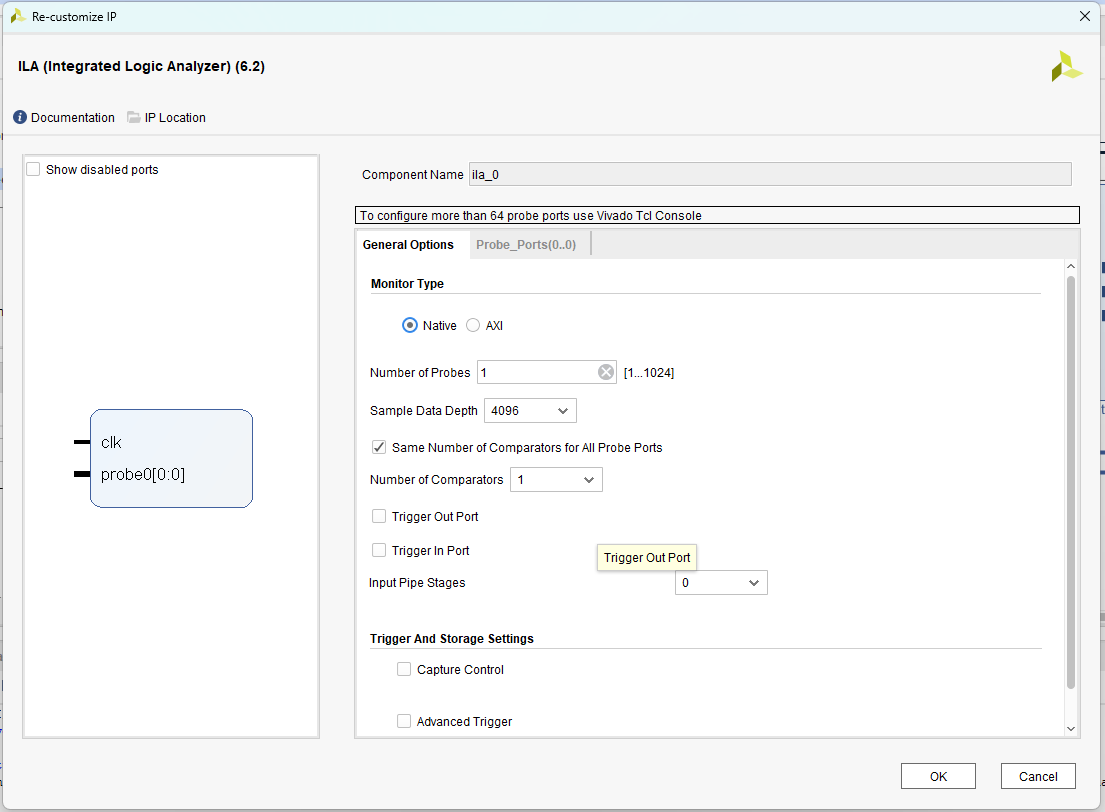 Re-customize IP
ILA (Integrated Logic Analyzer) (6.2)
Documentation IP Location
Show disabled ports
clk
probe0[0:0]
Component Name ila_0
To configure more than 64 probe ports use Vivado Tcl Console
General Options Probe_Ports(0..0)
Monitor Type
Native AXI
Number of Probes 1 [1...1024]
Sample Data Depth 4096
Same Number of Comparators for All Probe Ports
Number of Comparators 1
Trigger Out Port
Trigger In Port
Trigger Out Port
Input Pipe Stages 0
Trigger And Storage Settings
Capture Control
Advanced Trigger
OK Cancel